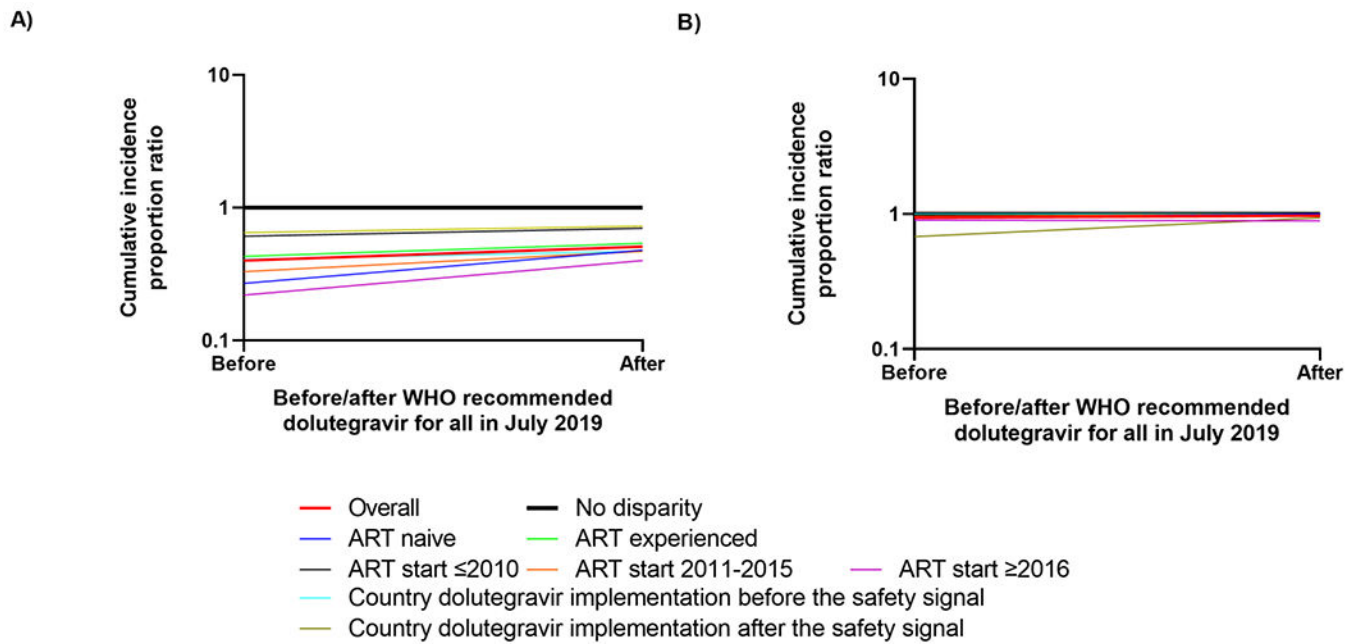 A)
Cumulative incidence
proportion ratio
10
1
0.1
Before
After
Before/after WHO recommended
dolutegravir for all in July 2019
B)
Cumulative incidence
proportion ratio
10
1
0.1
Before
After
Before/after WHO recommended
dolutegravir for all in July 2019
Overall
No disparity
ART naive
ART experienced
ART start ≤2010
ART start 2011-2015
ART start ≥2016
Country dolutegravir implementation before the safety signal
Country dolutegravir implementation after the safety signal